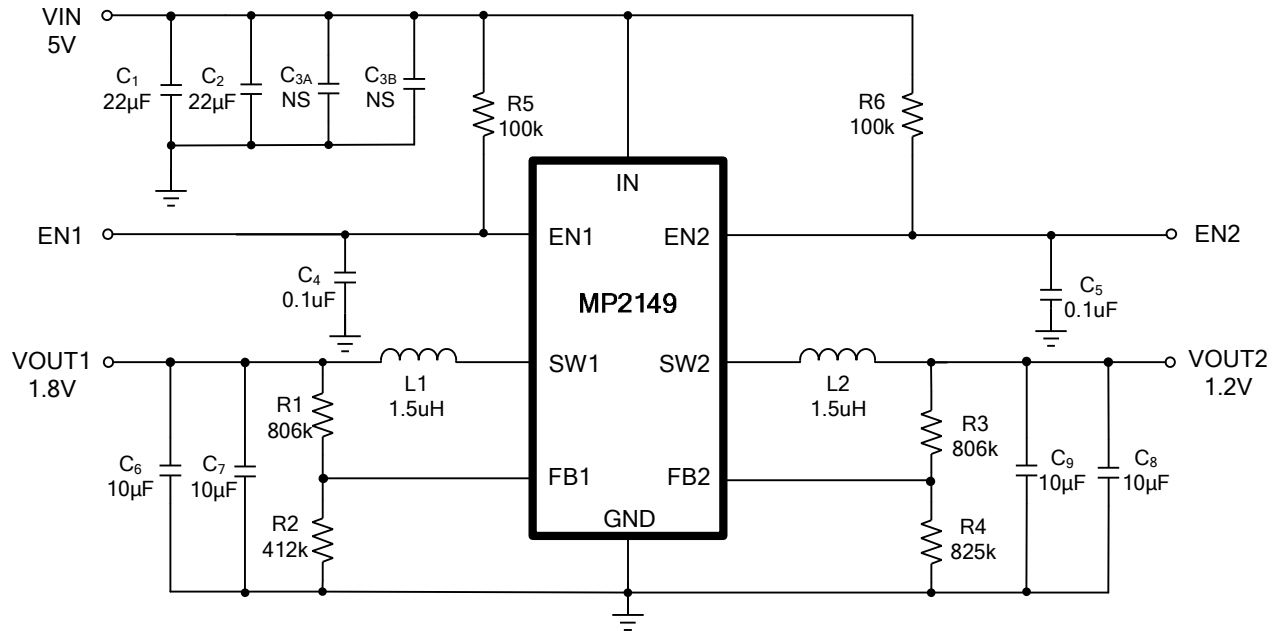 VIN
5V
C1
22µF
C2
22µF
C3A
NS
C3B
NS
R5
100k
R6
100k
IN
EN1
EN1
EN2
EN2
C4
0.1uF
MP2149
C5
0.1uF
VOUT1
1.8V
L1
1.5uH
SW1
SW2
L2
1.5uH
VOUT2
1.2V
R1
806k
R3
806k
C6
10µF
C7
10µF
FB1
FB2
C9
10µF
C8
10µF
R2
412k
GND
R4
825k